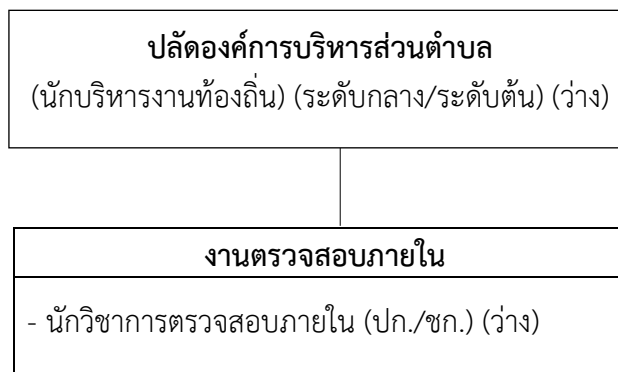 ปลัดองค์การบริหารส่วนตำบล
(นักบริหารงานท้องถิ่น) (ระดับกลาง/ระดับต้น) (ว่าง)
งานตรวจสอบภายใน
- นักวิชาการตรวจสอบภายใน (ปก./ชก.) (ว่าง)